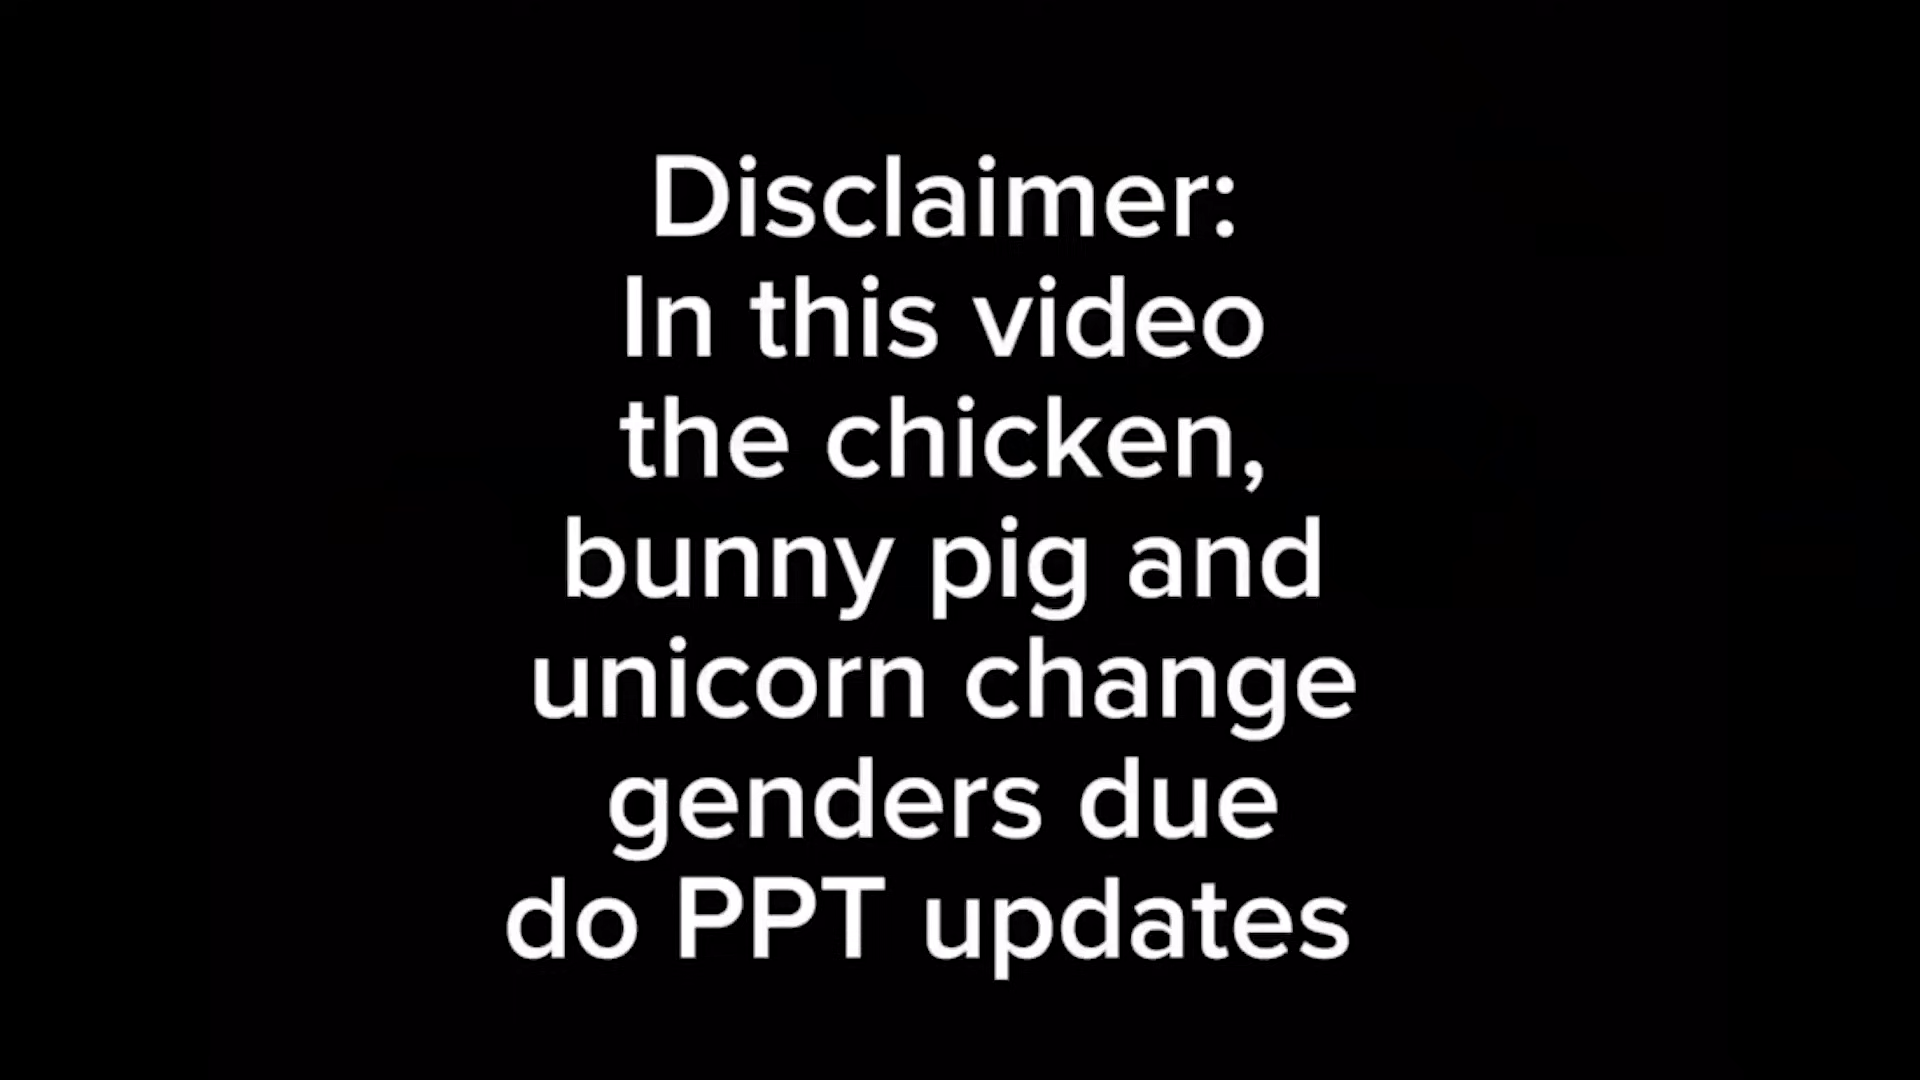 Disclaimer:
In this video
the chicken,
bunny pig and
unicorn change
genders due
do PPT updates